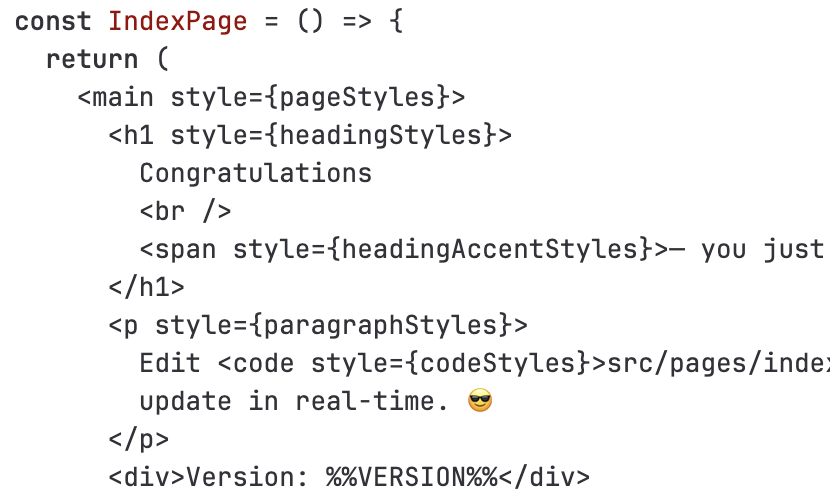 const IndexPage = () => {
return (
<main style={pageStyles}>
<h1 style={headingStyles}>
Congratulations
<br />
<span style={headingAccentStyles}>— you just
</h1>
<p style={paragraphStyles}>
Edit <code style={codeStyles}>src/pages/index
update in real-time. 😎
</p>
<div>Version: %%VERSION%%</div>